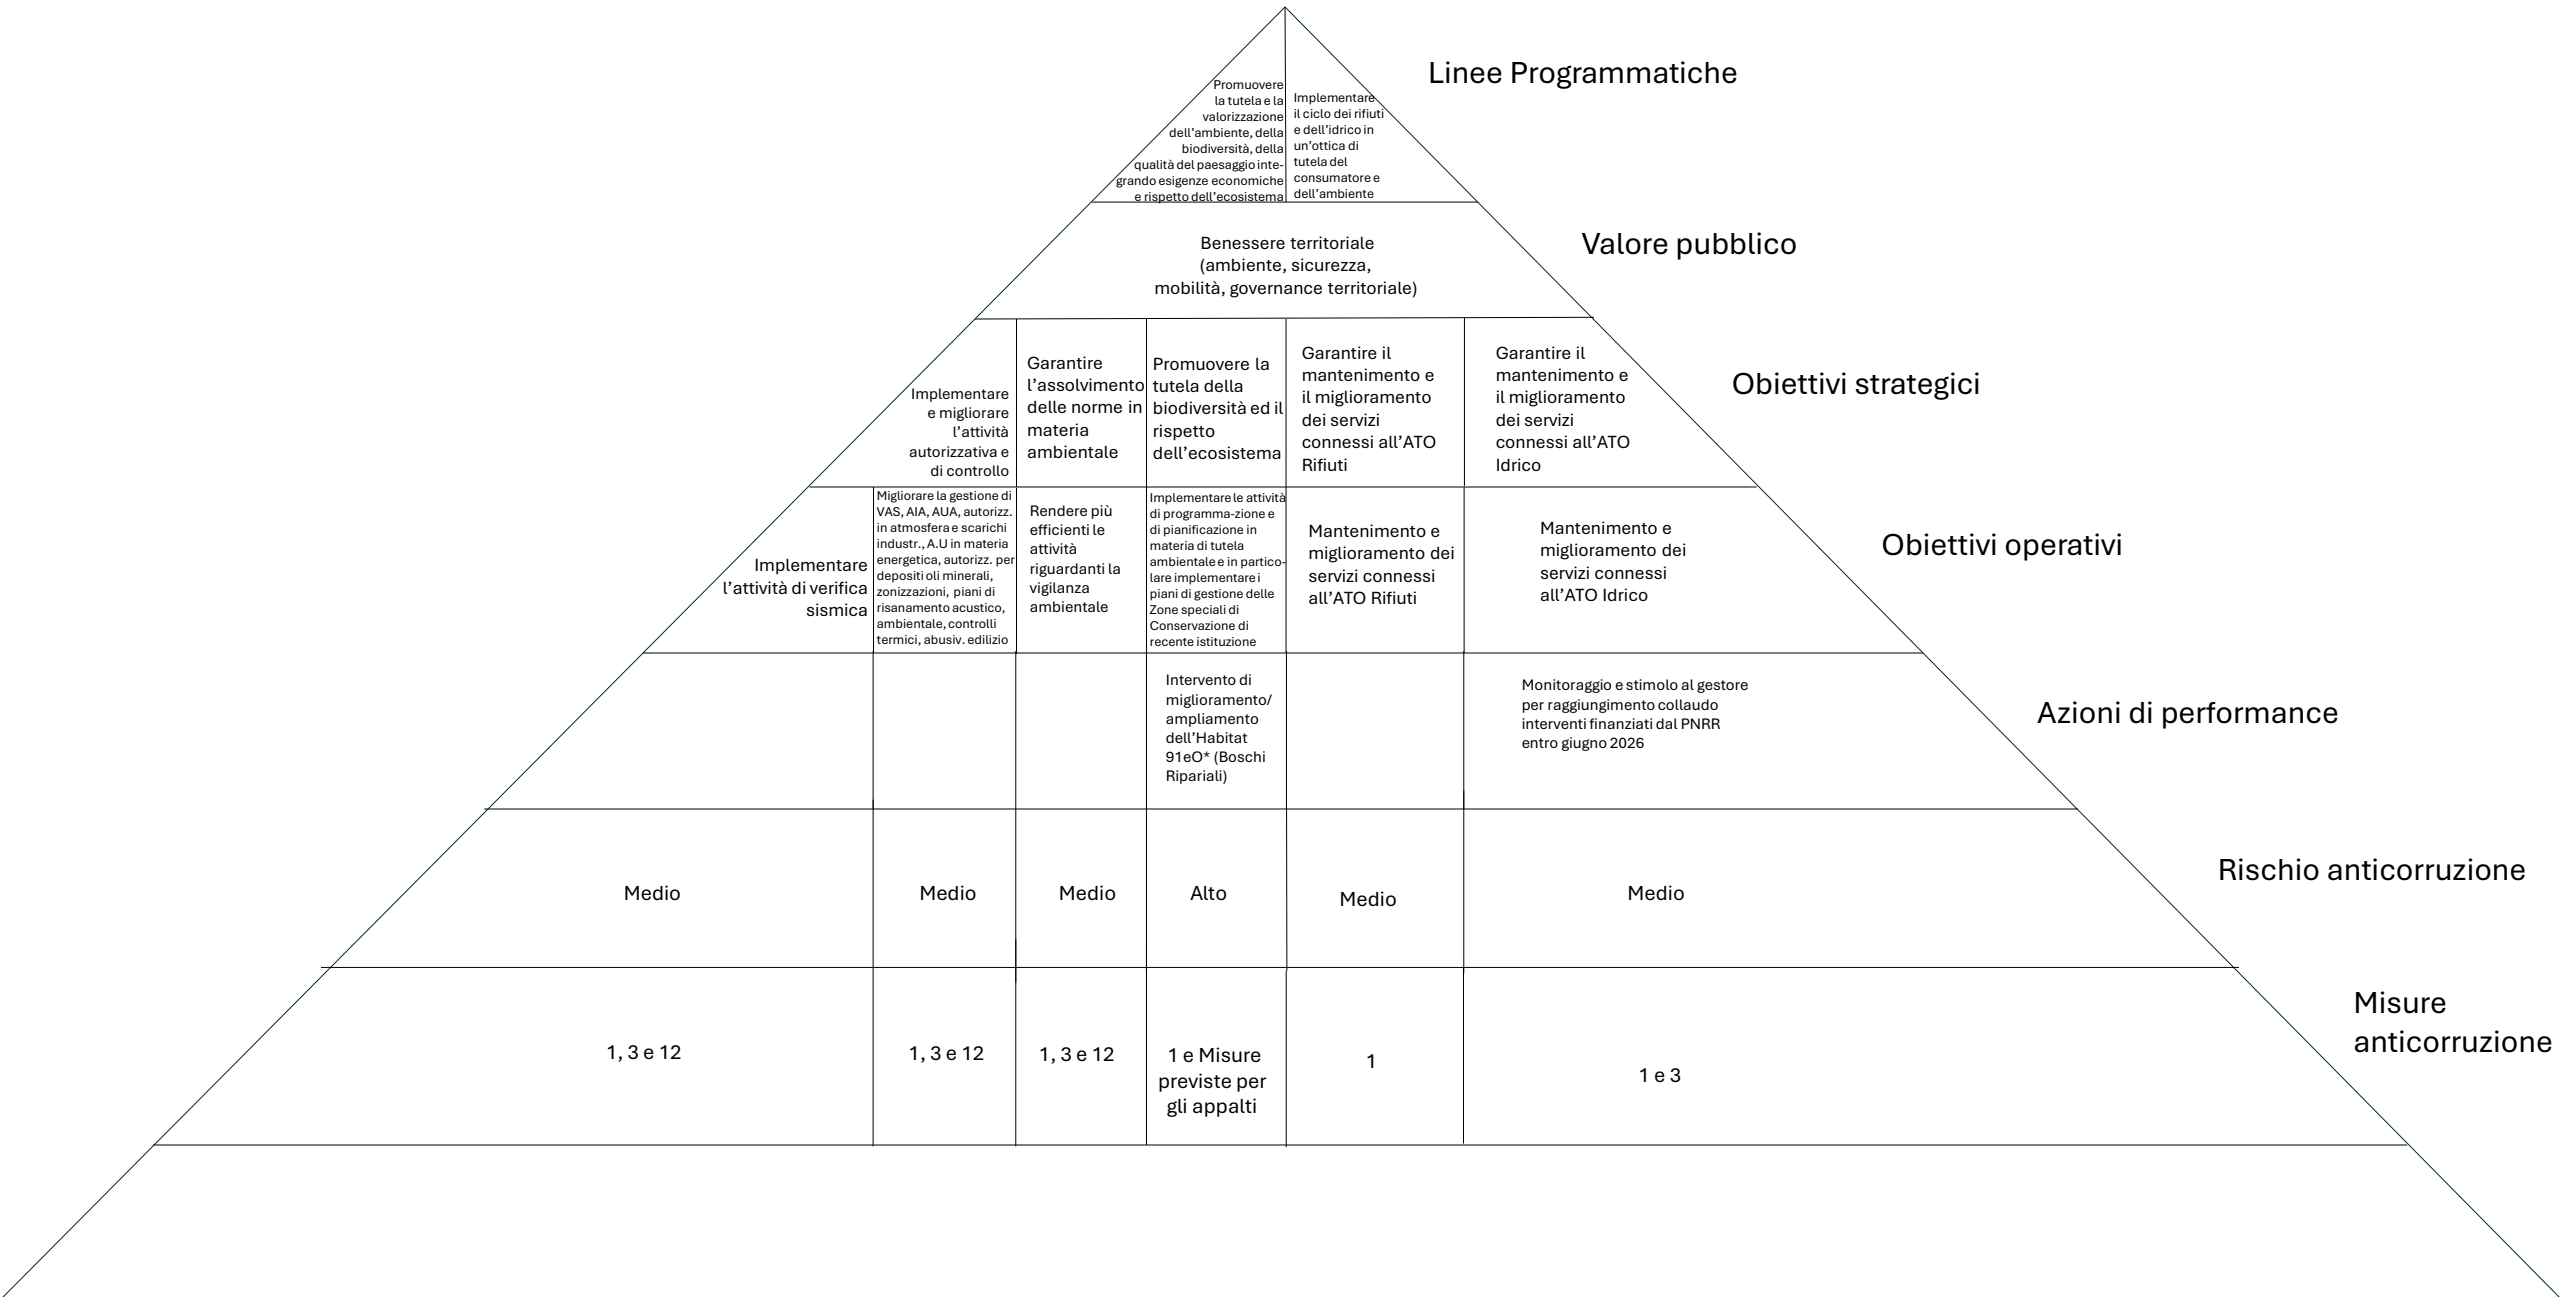 Linee Programmatiche
Promuovere
la tutela e la
valorizzazione
dell’ambiente, della
biodiversità, della
qualità del paesaggio inte-
grando esigenze economiche
e rispetto dell’ecosistema
Implementare
il ciclo dei rifiuti
e dell’idrico in
un’ottica di
tutela del
consumatore e
dell’ambiente
Valore pubblico
Benessere territoriale
(ambiente, sicurezza,
mobilità, governance territoriale)
Obiettivi strategici
Implementare
e migliorare
l’attività
autorizzativa e
di controllo
Garantire
l’assolvimento
delle norme in
materia
ambientale
Promuovere la
tutela della
biodiversità ed il
rispetto
dell’ecosistema
Garantire il
mantenimento e
il miglioramento
dei servizi
connessi all’ATO
Rifiuti
Garantire il
mantenimento e
il miglioramento
dei servizi
connessi all’ATO
Idrico
Obiettivi operativi
Implementare
l’attività di verifica
sismica
Migliorare la gestione di
VAS, AIA, AUA, autorizz.
in atmosfera e scarichi
industr., A.U in materia
energetica, autorizz. per
depositi oli minerali,
zonizzazioni, piani di
risanamento acustico,
ambientale, controlli
termici, abusiv. edilizio
Rendere più
efficienti le
attività
riguardanti la
vigilanza
ambientale
Implementare le attività
di programma-zione e
di pianificazione in
materia di tutela
ambientale e in partico-
lare implementare i
piani di gestione delle
Zone speciali di
Conservazione di
recente istituzione
Mantenimento e
miglioramento dei
servizi connessi
all’ATO Rifiuti
Mantenimento e
miglioramento dei
servizi connessi
all’ATO Idrico
Azioni di performance
Intervento di
miglioramento/
ampliamento
dell’Habitat
91eO* (Boschi
Ripariali)
Monitoraggio e stimolo al gestore
per raggiungimento collaudo
interventi finanziati dal PNRR
entro giugno 2026
Rischio anticorruzione
Medio
Medio
Medio
Alto
Medio
Medio
Misure
anticorruzione
1, 3 e 12
1, 3 e 12
1, 3 e 12
1 e Misure
previste per
gli appalti
1
1 e 3